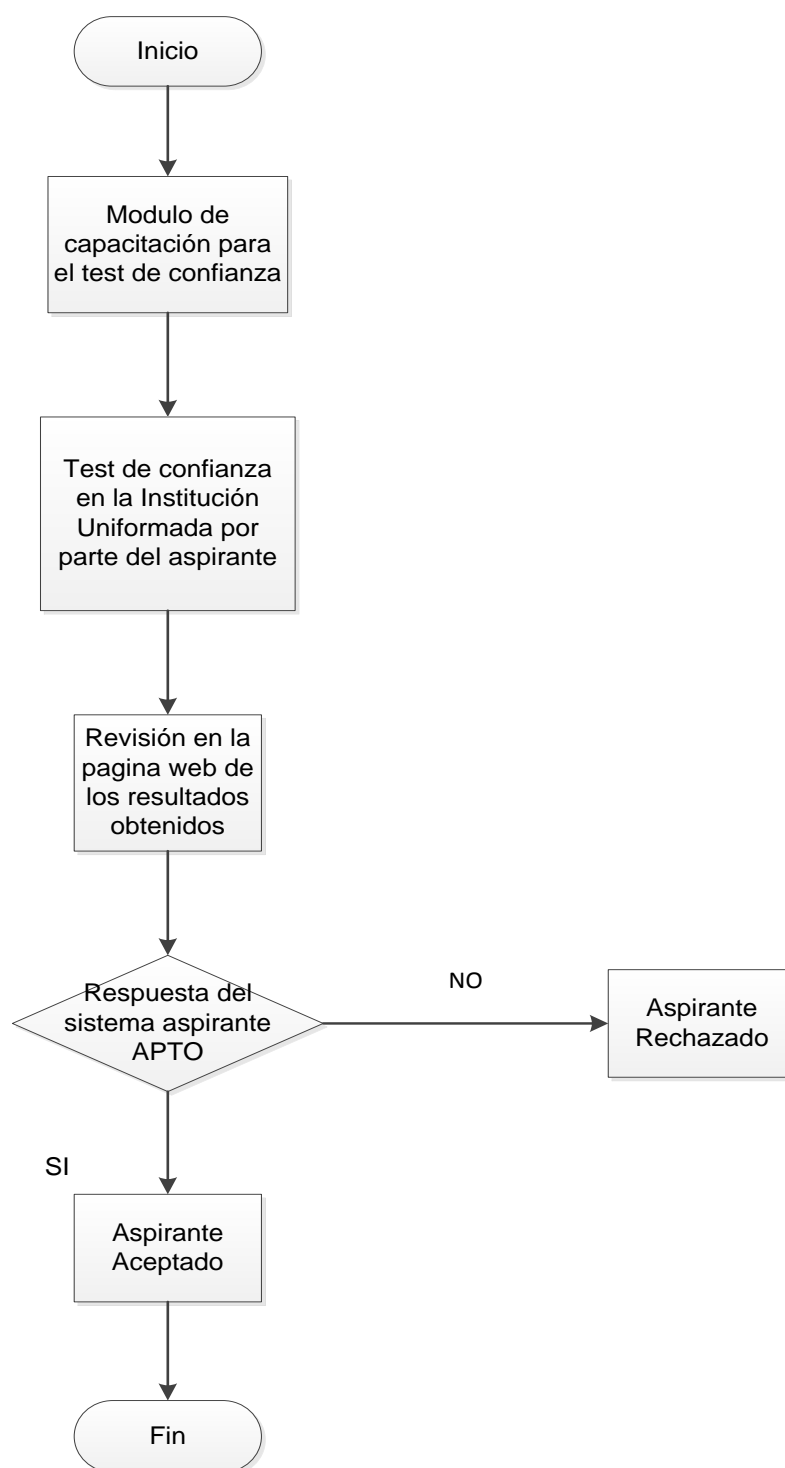 Inicio
Modulo de
capacitación para
el test de confianza
Test de confianza
en la Institución
Uniformada por
parte del aspirante
Revisión en la
pagina web de
los resultados
obtenidos
Respuesta del
sistema aspirante
APTO
NO
Aspirante
Rechazado
SI
Aspirante
Aceptado
Fin